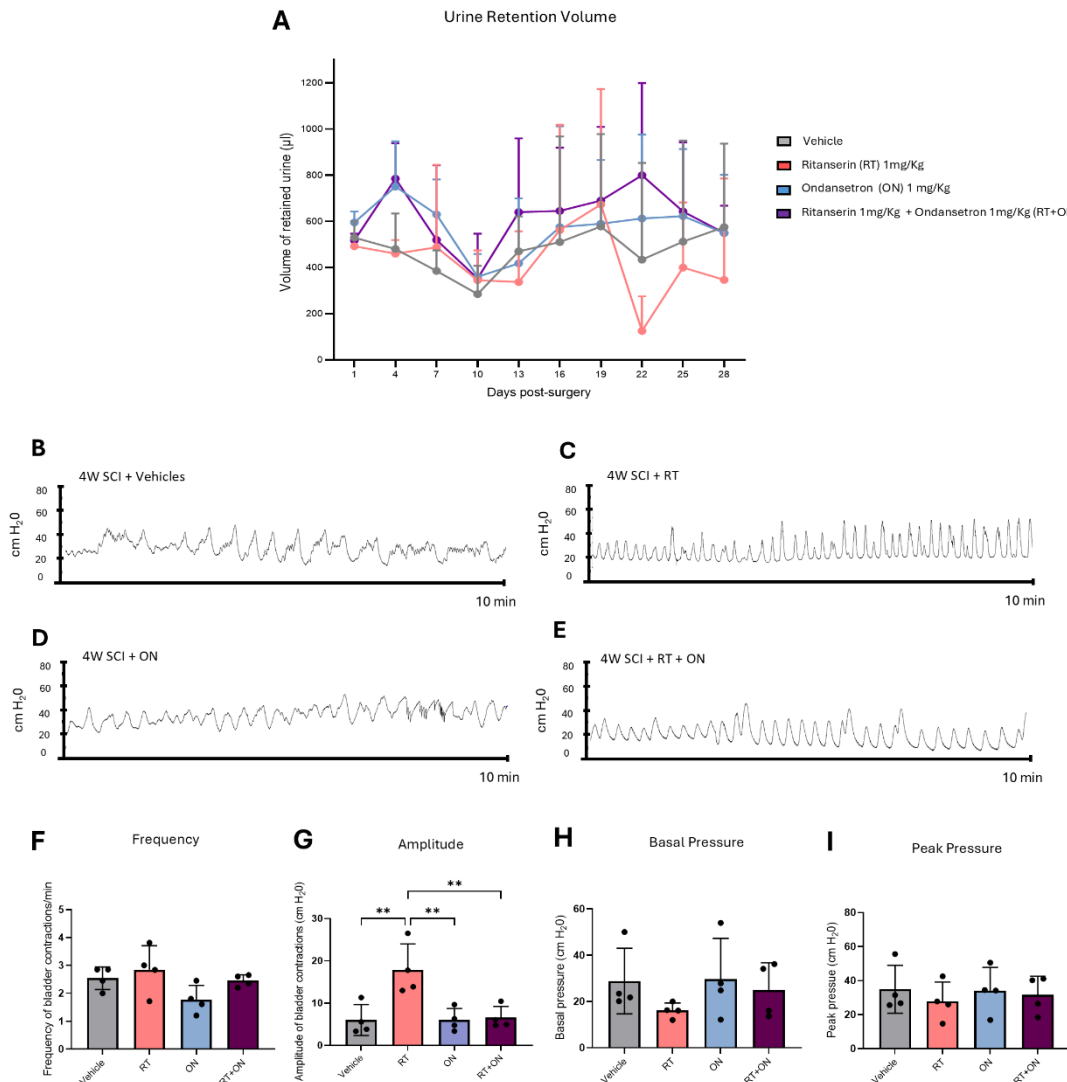 A
Urine Retention Volume
Volume of retained urine (µl)
1200
1000
800
600
400
200
0
1 4 7 10 13 16 19 22 25 28
Days post-surgery
Vehicle
Ritanserin (RT) 1mg/Kg
Ondansetron (ON) 1 mg/Kg
Ritanserin 1mg/Kg + Ondansetron 1mg/Kg (RT+O
B
4W SCI + Vehicles
cm H₂0
80
60
40
20
0
10 min
C
4W SCI + RT
cm H₂0
80
60
40
20
0
10 min
D
4W SCI + ON
cm H₂0
80
60
40
20
0
10 min
E
4W SCI + RT + ON
cm H₂0
80
60
40
20
0
10 min
F
Frequency
Frequency of bladder contractions/min
5
4
3
2
1
0
Vehicle RT ON RT+ON
G
Amplitude
Amplitude of bladder contractions (cm H₂0)
30
20
10
0
** ** **
Vehicle RT ON RT+ON
H
Basal Pressure
Basal pressure (cm H₂O)
60
40
20
0
Vehicle RT ON RT+ON
I
Peak Pressure
Peak pressue (cm H₂O)
80
60
40
20
0
Vehicle RT ON RT+ON